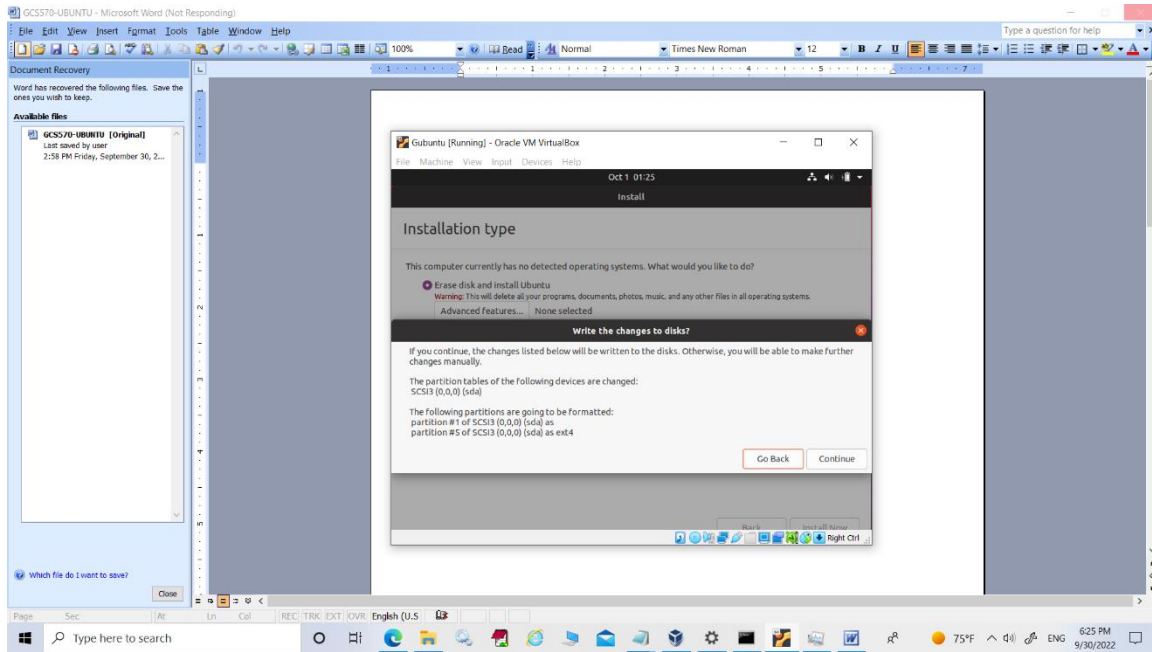 GCS570-UBUNTU - Microsoft Word (Not Responding)
File Edit View Insert Format Tools Table Window Help
Type a question for help
100%
Read
Normal
Times New Roman
12
B I U
Document Recovery
Word has recovered the following files. Save the
ones you wish to keep.
Available files
GCS570-UBUNTU [Original]
Last saved by user
2:58 PM Friday, September 30, 2...
Which file do I want to save?
Close
Gubuntu [Running] - Oracle VM VirtualBox
File Machine View Input Devices Help
Oct 1 01:25
Install
Installation type
This computer currently has no detected operating systems. What would you like to do?
Erase disk and install Ubuntu
Warning: This will delete all your programs, documents, photos, music, and any other files in all operating systems.
Advanced features... None selected
Write the changes to disks?
If you continue, the changes listed below will be written to the disks. Otherwise, you will be able to make further
changes manually.
The partition tables of the following devices are changed:
SCSI3 (0,0,0) (sda)
The following partitions are going to be formatted:
partition #1 of SCSI3 (0,0,0) (sda) as
partition #5 of SCSI3 (0,0,0) (sda) as ext4
Go Back Continue
Back Install Now
Right Ctrl
Page Sec At Ln Col REC TRK EXT OVR English (U.S
Type here to search
75°F
ENG
6:25 PM
9/30/2022